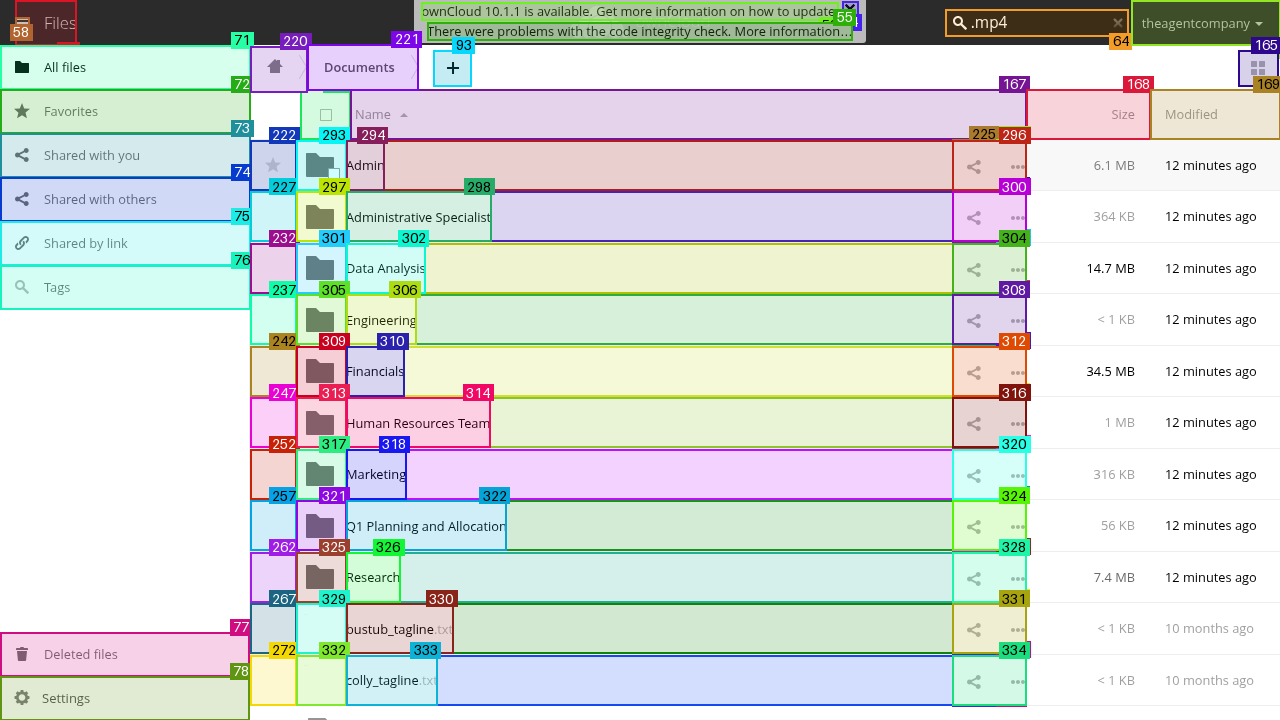 Files
58
ownCloud 10.1.1 is available. Get more information on how to update.
There were problems with the code integrity check. More information…
55
.mp4
64
theagentcompany
71
All files
72
Favorites
73
Shared with you
74
Shared with others
75
Shared by link
76
Tags
77
Deleted files
78
Settings
220
221
Documents
93
+
165
167
168
169
Name
Size
Modified
222
293
294
225
296
Admin
6.1 MB
12 minutes ago
227
297
298
300
Administrative Specialist
364 KB
12 minutes ago
232
301
302
304
Data Analysis
14.7 MB
12 minutes ago
237
305
306
308
Engineering
< 1 KB
12 minutes ago
242
309
310
312
Financials
34.5 MB
12 minutes ago
247
313
314
316
Human Resources Team
1 MB
12 minutes ago
252
317
318
320
Marketing
316 KB
12 minutes ago
257
321
322
324
Q1 Planning and Allocation
56 KB
12 minutes ago
262
325
326
328
Research
7.4 MB
12 minutes ago
267
329
330
331
bustub_tagline.txt
< 1 KB
10 months ago
272
332
333
334
colly_tagline.txt
< 1 KB
10 months ago